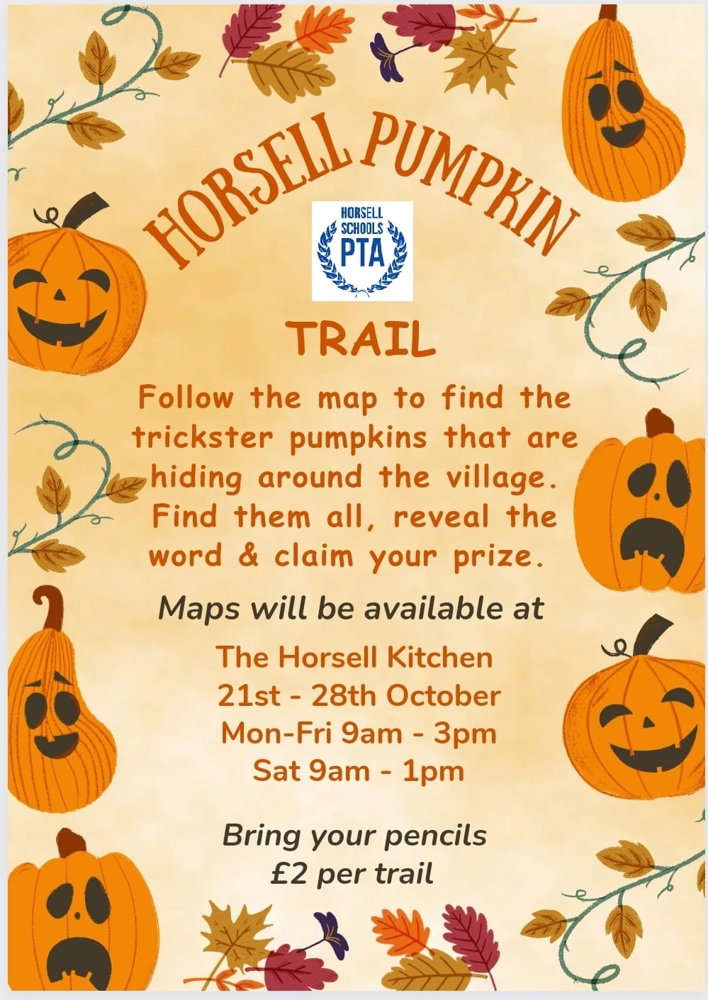 HORSELL PUMPKIN
HORSELL
SCHOOLS
PTA
TRAIL
Follow the map to find the
trickster pumpkins that are
hiding around the village.
Find them all, reveal the
word & claim your prize.
Maps will be available at
The Horsell Kitchen
21st - 28th October
Mon-Fri 9am - 3pm
Sat 9am - 1pm
Bring your pencils
£2 per trail